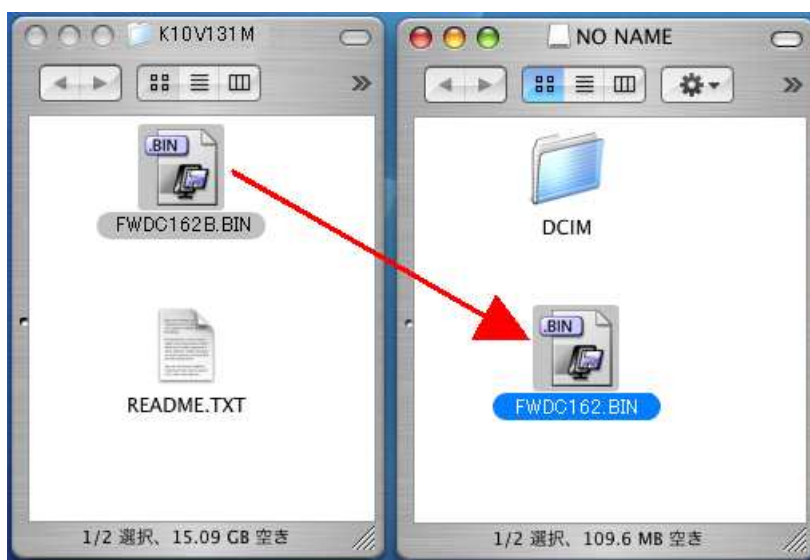 K10V131M
.BIN
FWDC162B.BIN
README.TXT
1/2 選択、15.09 GB 空き
NO NAME
DCIM
.BIN
FWDC162.BIN
1/2 選択、109.6 MB 空き